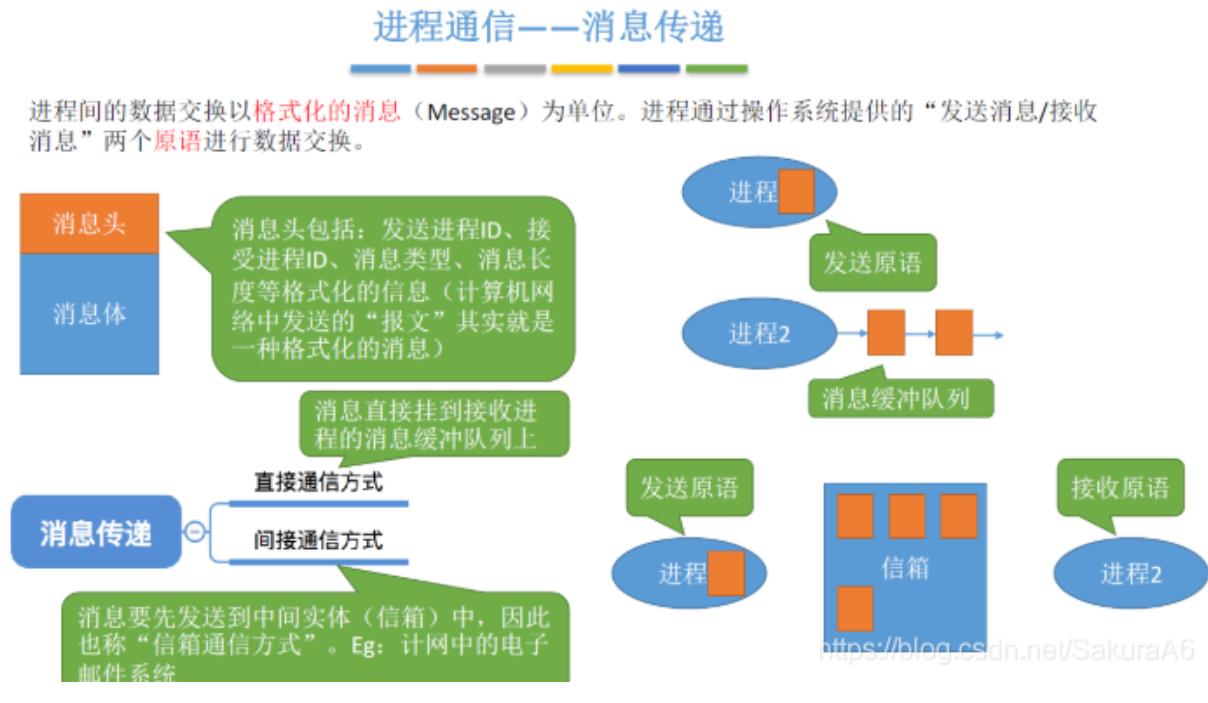 进程通信——消息传递
进程间的数据交换以格式化的消息（Message）为单位。进程通过操作系统提供的“发送消息/接收
消息”两个原语进行数据交换。
消息头
消息体
消息头包括：发送进程ID、接
受进程ID、消息类型、消息长
度等格式化的信息（计算机网
络中发送的“报文”其实就是
一种格式化的消息）
进程
发送原语
进程2
消息缓冲队列
消息直接挂到接收进
程的消息缓冲队列上
直接通信方式
消息传递
间接通信方式
消息要先发送到中间实体（信箱）中，因此
也称“信箱通信方式”。Eg：计网中的电子
邮件系统
发送原语
进程
信箱
接收原语
进程2
https://blog.csdn.net/SakuraA6